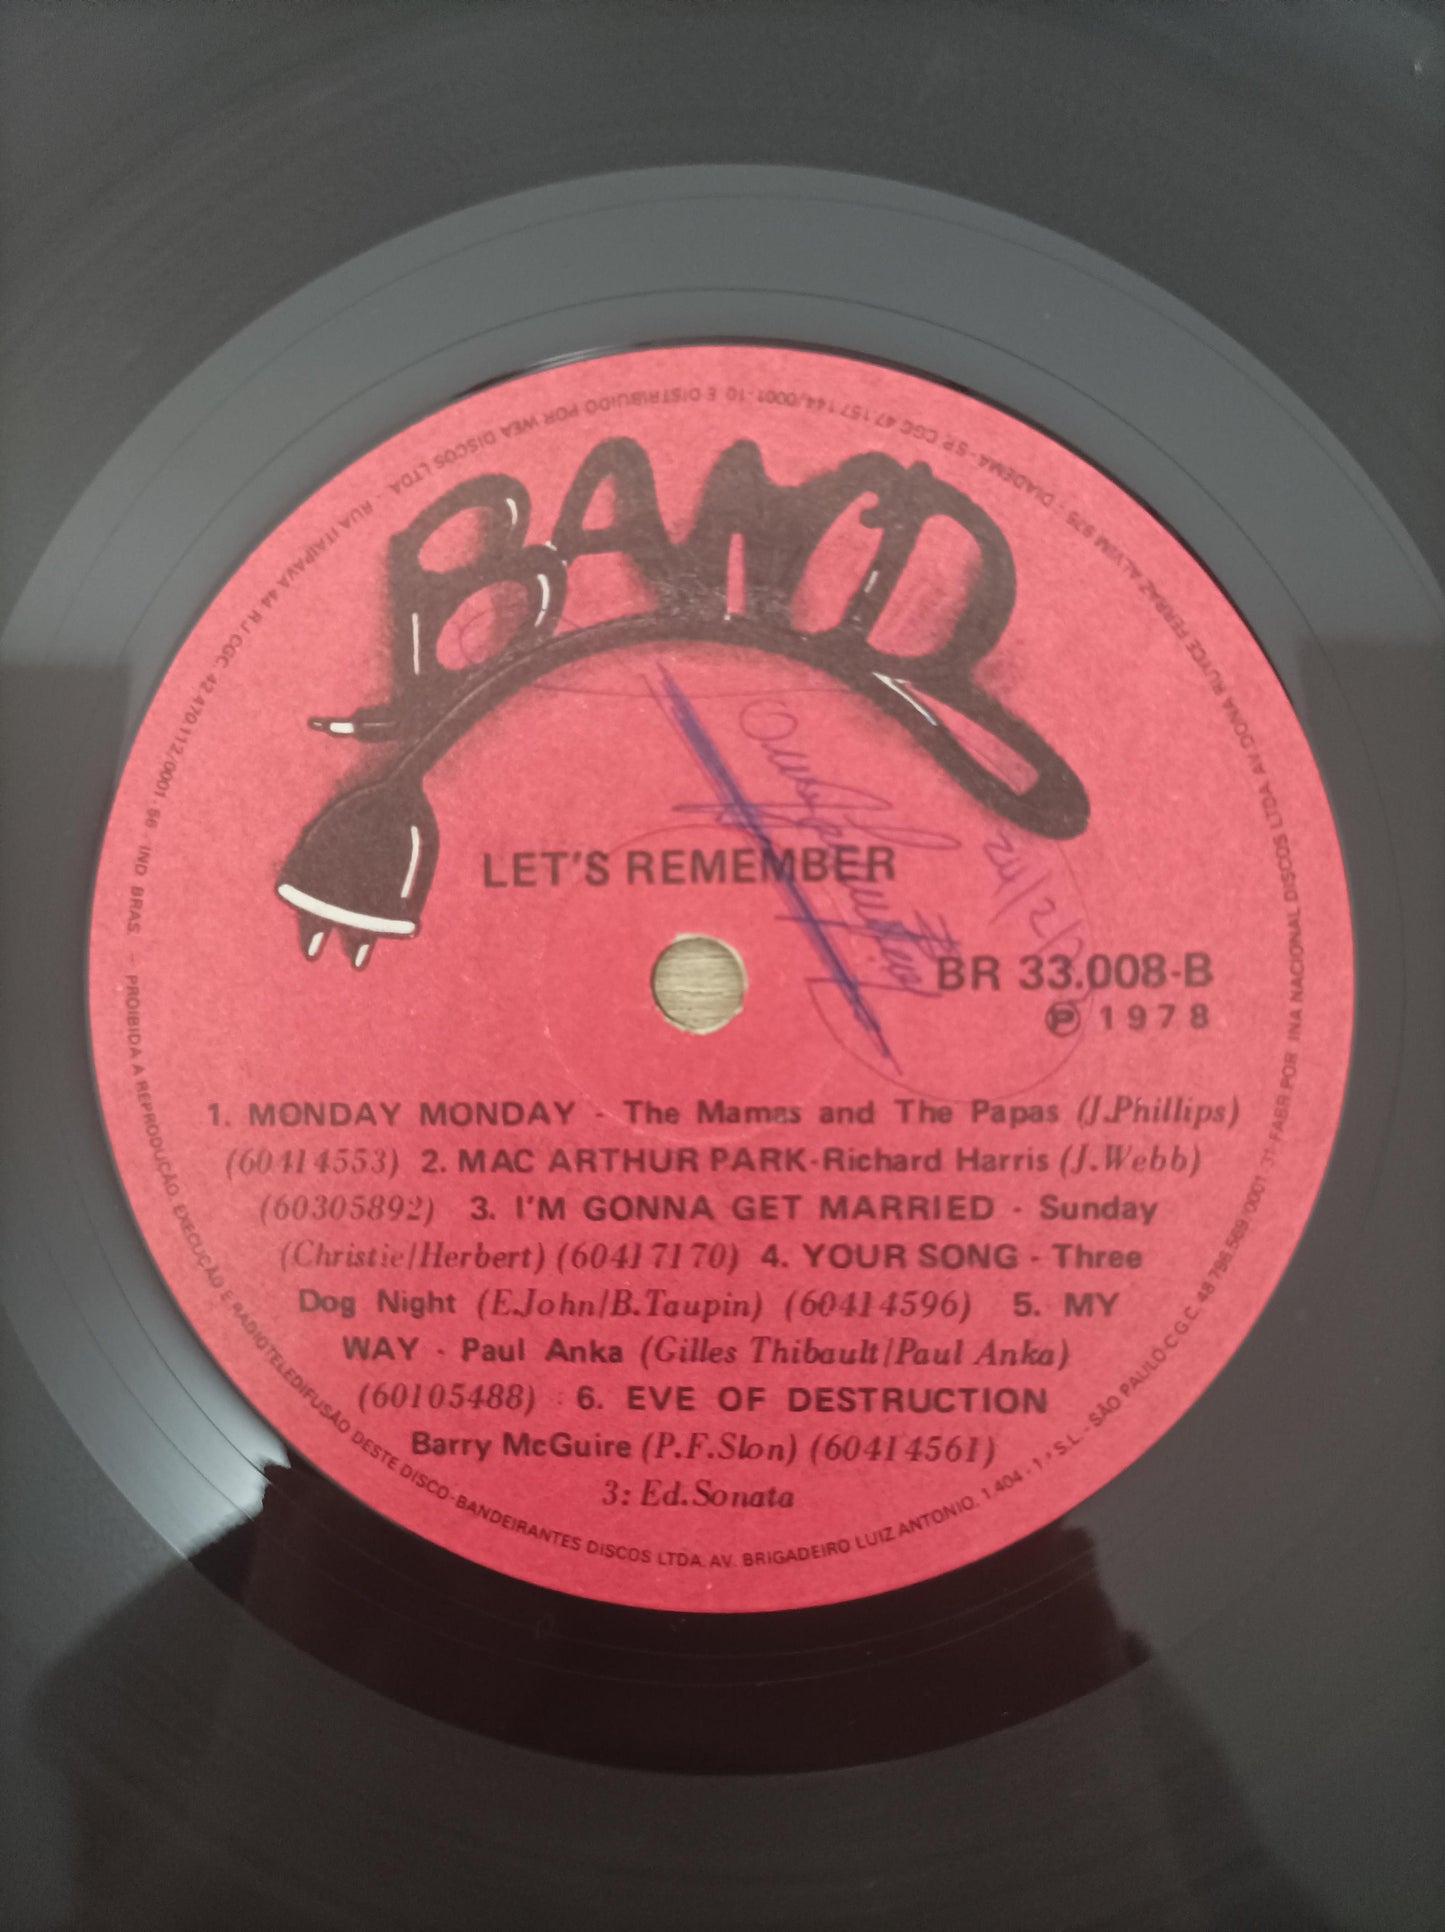 BAND
LET'S REMEMBER
BR 33.008-B
Ⓟ 1978
1. MONDAY MONDAY - The Mamas and The Papas (J.Phillips)
(60414553) 2. MAC ARTHUR PARK-Richard Harris (J.Webb)
(60305892) 3. I'M GONNA GET MARRIED - Sunday
(Christie/Herbert) (60417170) 4. YOUR SONG - Three
Dog Night (E.John/B.Taupin) (60414596) 5. MY
WAY - Paul Anka (Gilles Thibault/Paul Anka)
(60105488) 6. EVE OF DESTRUCTION
Barry McGuire (P.F.Slon) (60414561)
3: Ed.Sonata
PROIBIDA A REPRODUÇÃO, EXECUÇÃO E RADIOTELEDIFUSÃO DESTE DISCO-BANDEIRANTES DISCOS LTDA. AV. BRIGADEIRO LUIZ ANTONIO, 1.404 - S.L. - SÃO PAULO-C.G.C. 48 796.569/0001 31-FABR.POR INA NACIONAL DISCOS LTDA AV DONA RUYCE FERRAZ ALVIM 975 - DIADEMA-SP. CGC 47.157.144/0001-10 E DISTRIBUIDO POR WEA DISCOS LTDA - RUA ITAIPAVA 44 RJ CGC. 42 470.112/0001-56 IND BRAS. -